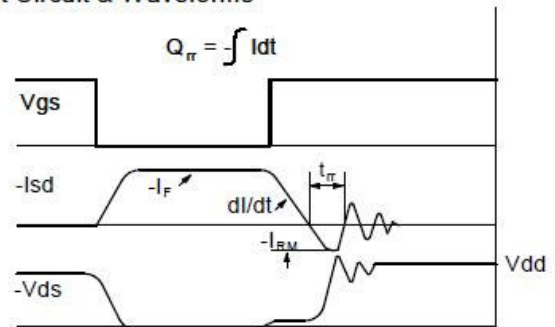 t Circuit & Waveforms
Qrr = -∫ Idt
Vgs
-Isd
-IF
trr
dI/dt
-IRM
Vdd
-Vds